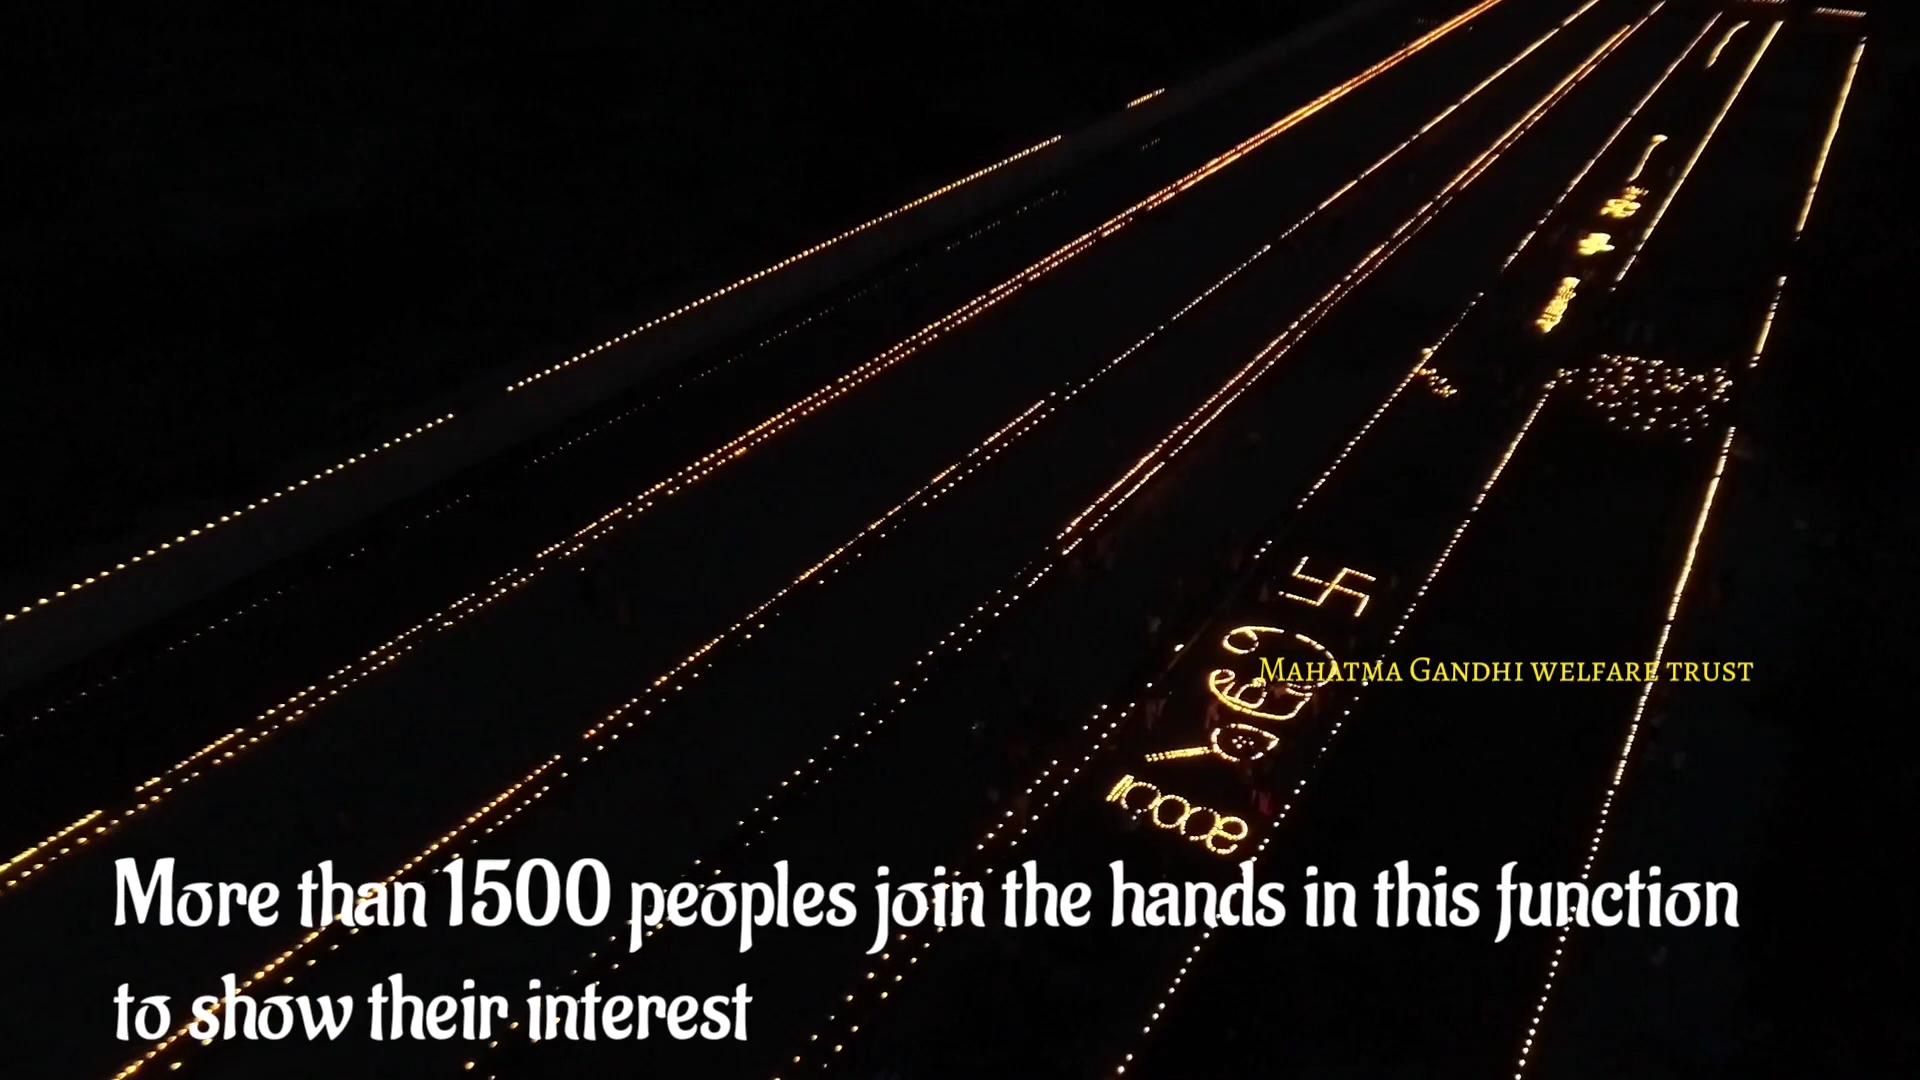 Mahatma Gandhi welfare trust
More than 1500 peoples join the hands in this function
to show their interest